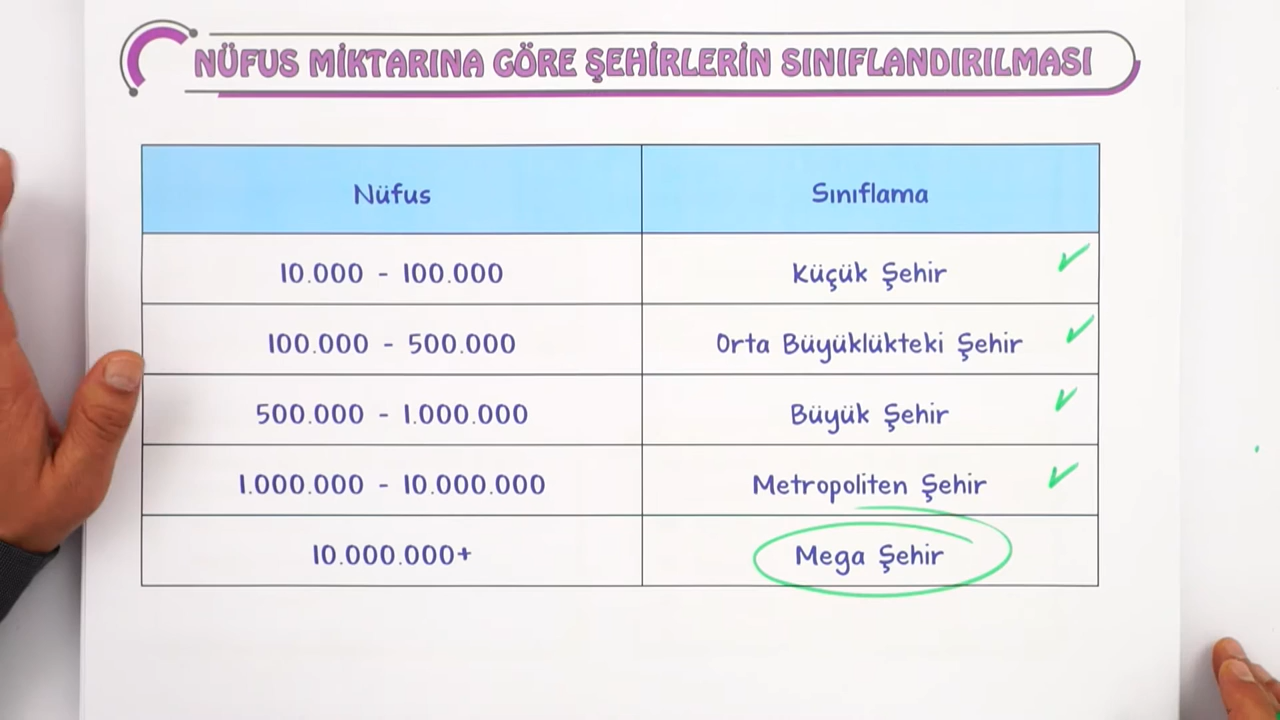 NÜFUS MİKTARINA GÖRE ŞEHİRLERİN SINIFLANDIRILMASI
Nüfus Sınıflama
10.000 - 100.000 Küçük Şehir
100.000 - 500.000 Orta Büyüklükteki Şehir
500.000 - 1.000.000 Büyük Şehir
1.000.000 - 10.000.000 Metropoliten Şehir
10.000.000+ Mega Şehir